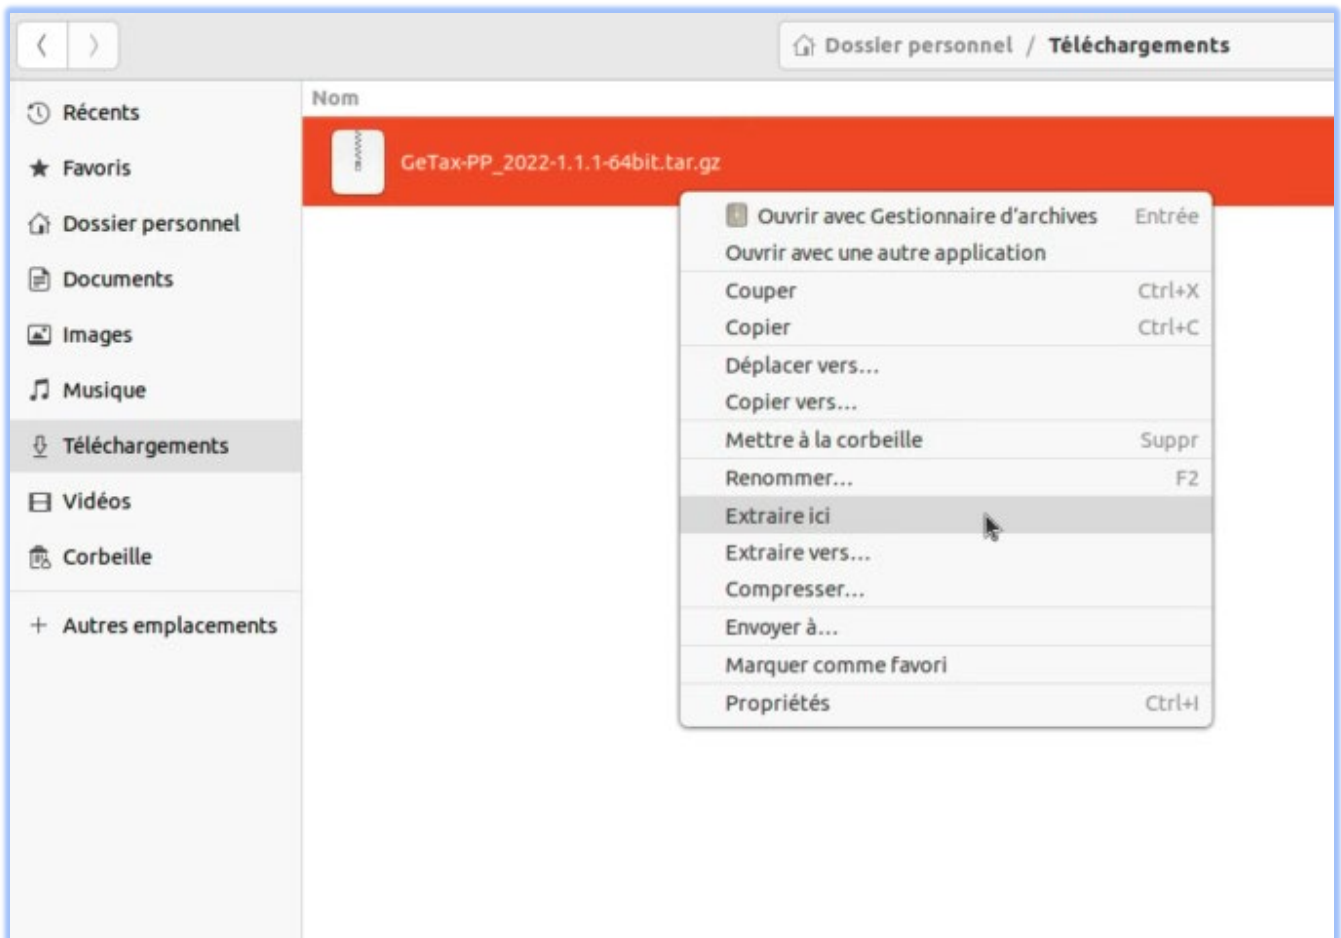 Dossier personnel / Téléchargements
Récents
Favoris
Dossier personnel
Documents
Images
Musique
Téléchargements
Vidéos
Corbeille
+ Autres emplacements
Nom
GeTax-PP_2022-1.1.1-64bit.tar.gz
Ouvrir avec Gestionnaire d'archives Entrée
Ouvrir avec une autre application
Couper Ctrl+X
Copier Ctrl+C
Déplacer vers…
Copier vers…
Mettre à la corbeille Suppr
Renommer… F2
Extraire ici
Extraire vers…
Compresser…
Envoyer à…
Marquer comme favori
Propriétés Ctrl+I